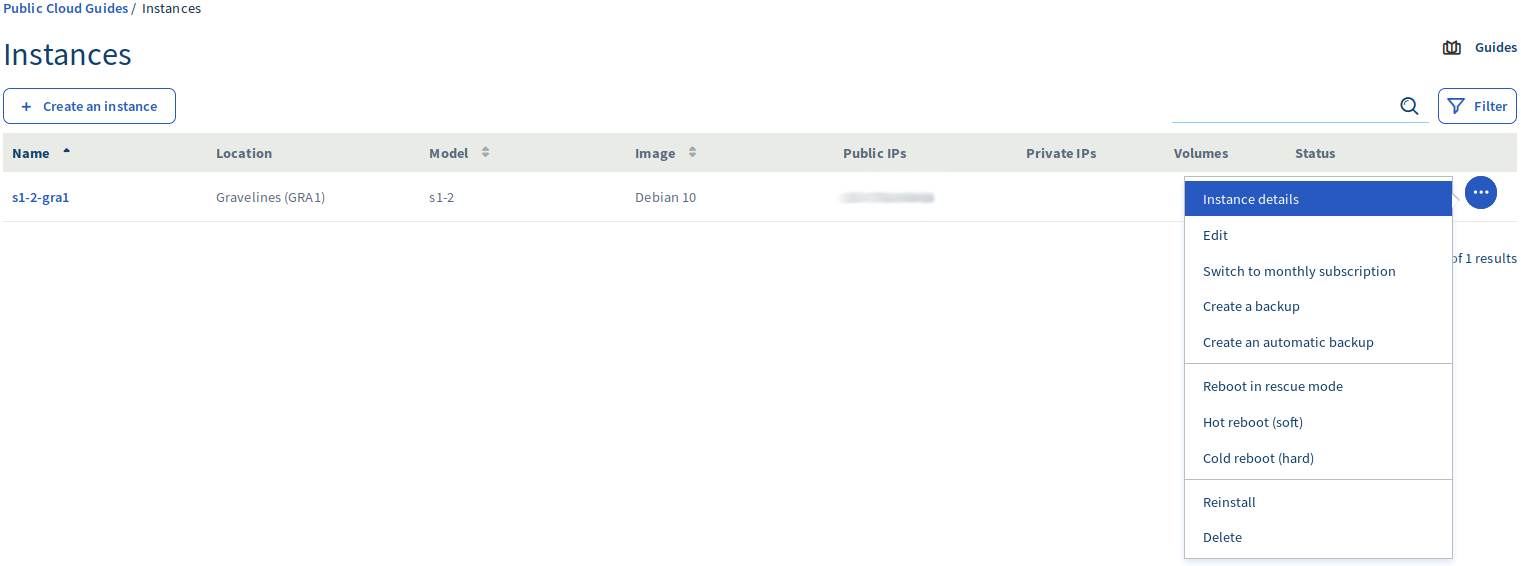 Public Cloud Guides / Instances
Instances
Guides
+ Create an instance
Filter
Name Location Model Image Public IPs Private IPs Volumes Status
s1-2-gra1 Gravelines (GRA1) s1-2 Debian 10
Instance details
Edit
of 1 results
Switch to monthly subscription
Create a backup
Create an automatic backup
Reboot in rescue mode
Hot reboot (soft)
Cold reboot (hard)
Reinstall
Delete